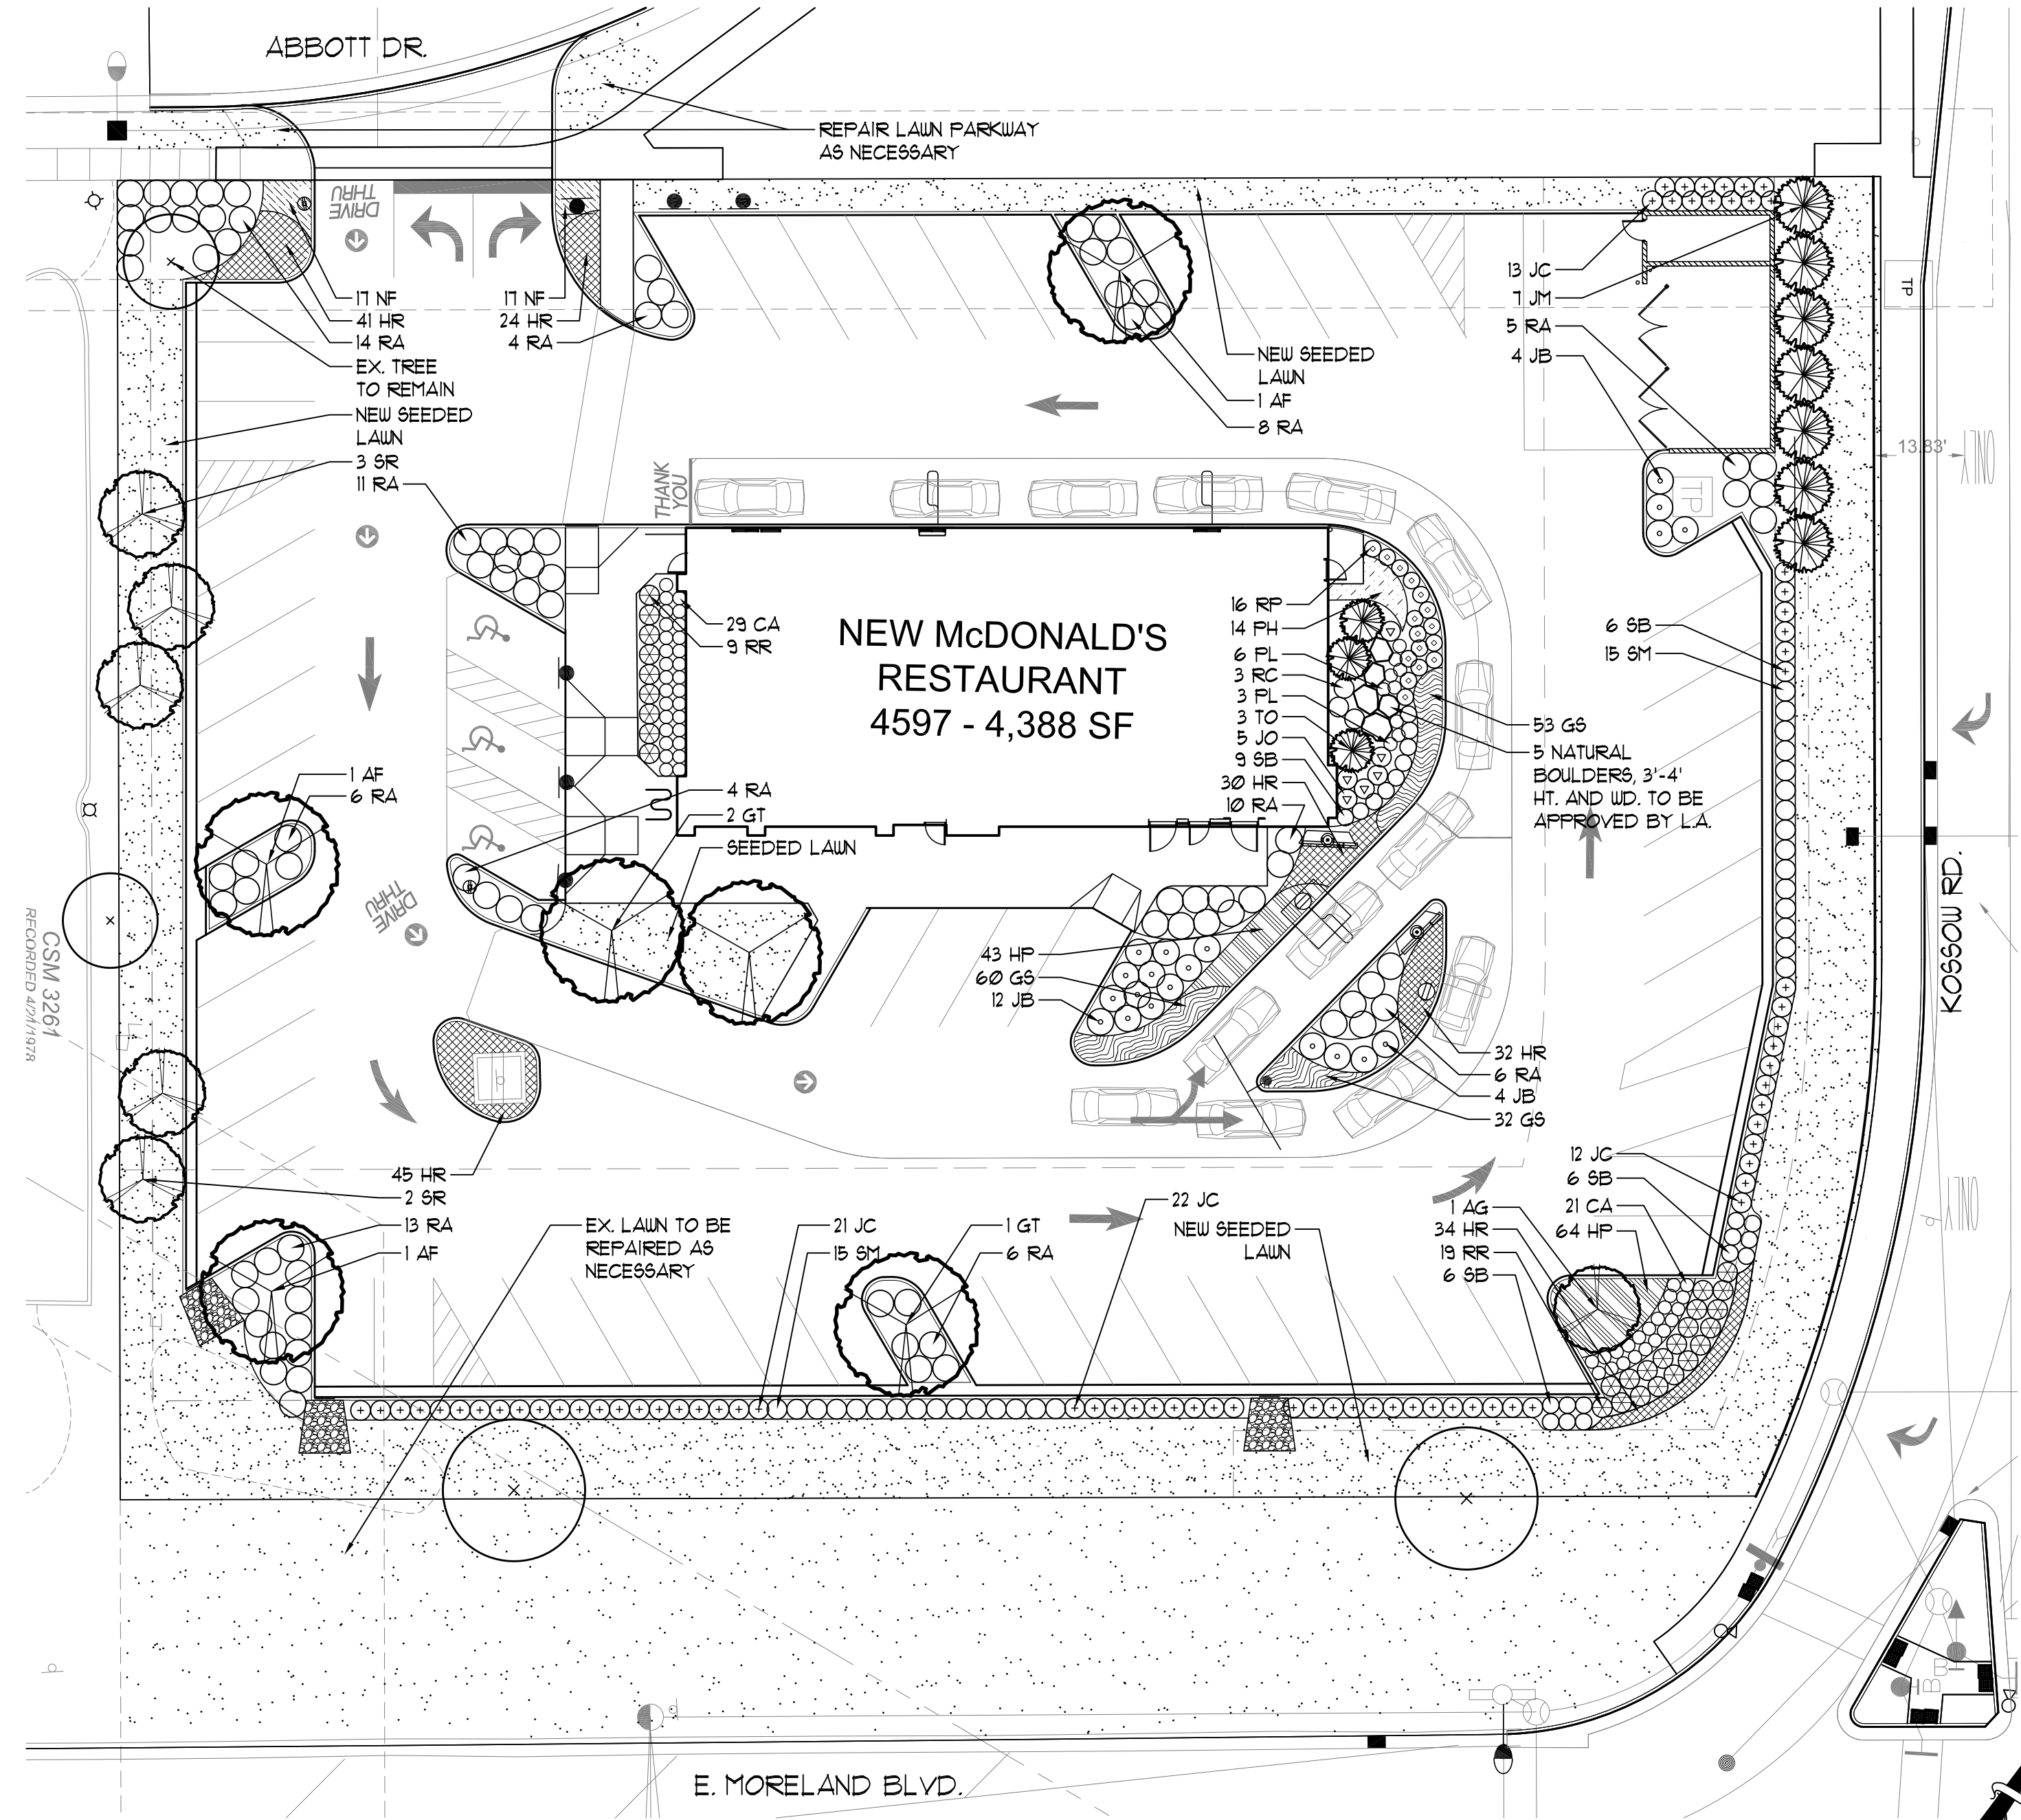 ABBOTT DR.
REPAIR LAWN PARKWAY
AS NECESSARY
DRIVE
THRU
17 NF
41 HR
14 RA
EX. TREE
TO REMAIN
NEW SEEDED
LAWN
3 SR
11 RA
17 NF
24 HR
4 RA
NEW SEEDED
LAWN
1 AF
8 RA
13 JC
7 JM
5 RA
4 JB
TP
TP
13.83'
ONLY
THANK
YOU
29 CA
9 RR
NEW McDONALD'S
RESTAURANT
4597 - 4,388 SF
16 RP
14 PH
6 PL
3 RC
3 PL
3 TO
5 JO
9 SB
30 HR
10 RA
6 SB
15 SM
53 GS
5 NATURAL
BOULDERS, 3'-4'
HT. AND WD. TO BE
APPROVED BY L.A.
1 AF
6 RA
4 RA
2 GT
SEEDED LAWN
DRIVE
THRU
CSM 3261
RECORDED 4/21/1978
KOSSOW RD.
43 HP
60 GS
12 JB
32 HR
6 RA
4 JB
32 GS
45 HR
2 SR
13 RA
1 AF
EX. LAWN TO BE
REPAIRED AS
NECESSARY
21 JC
15 SM
1 GT
6 RA
22 JC
NEW SEEDED
LAWN
12 JC
6 SB
21 CA
64 HP
1 AG
34 HR
19 RR
6 SB
ONLY
E. MORELAND BLVD.